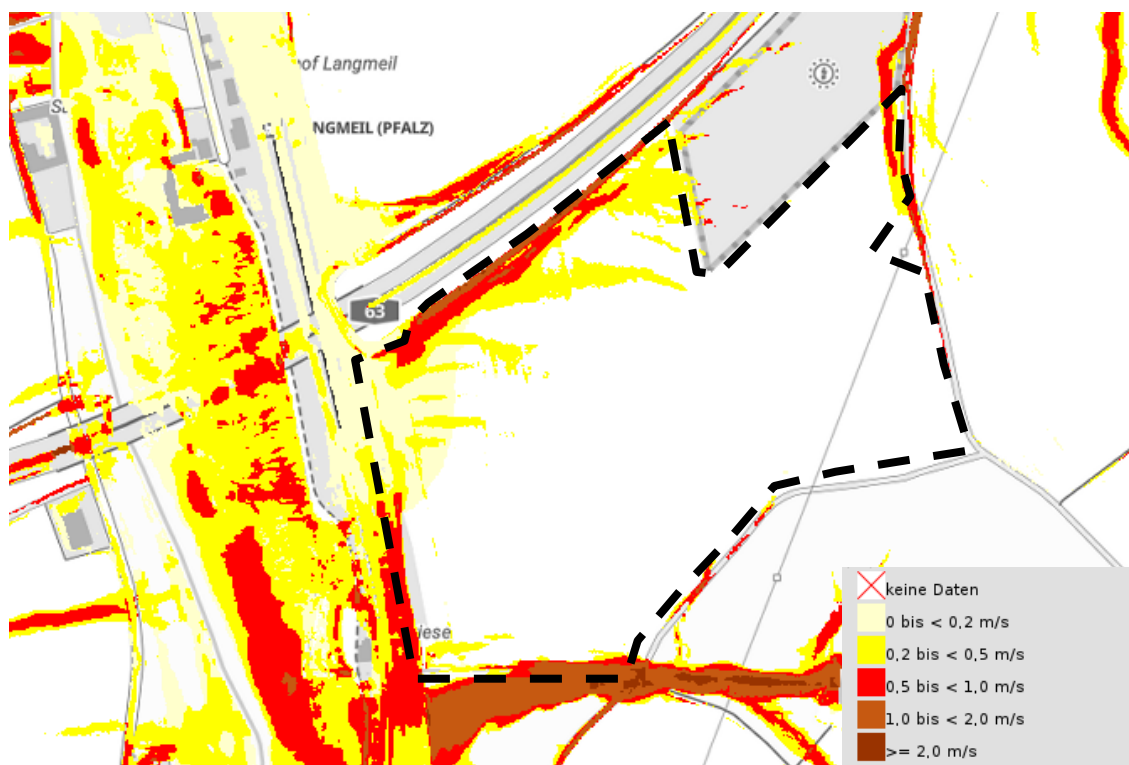 of Langmeil
NGMEIL (PFALZ)
63
iese
keine Daten
0 bis < 0,2 m/s
0,2 bis < 0,5 m/s
0,5 bis < 1,0 m/s
1,0 bis < 2,0 m/s
>= 2,0 m/s